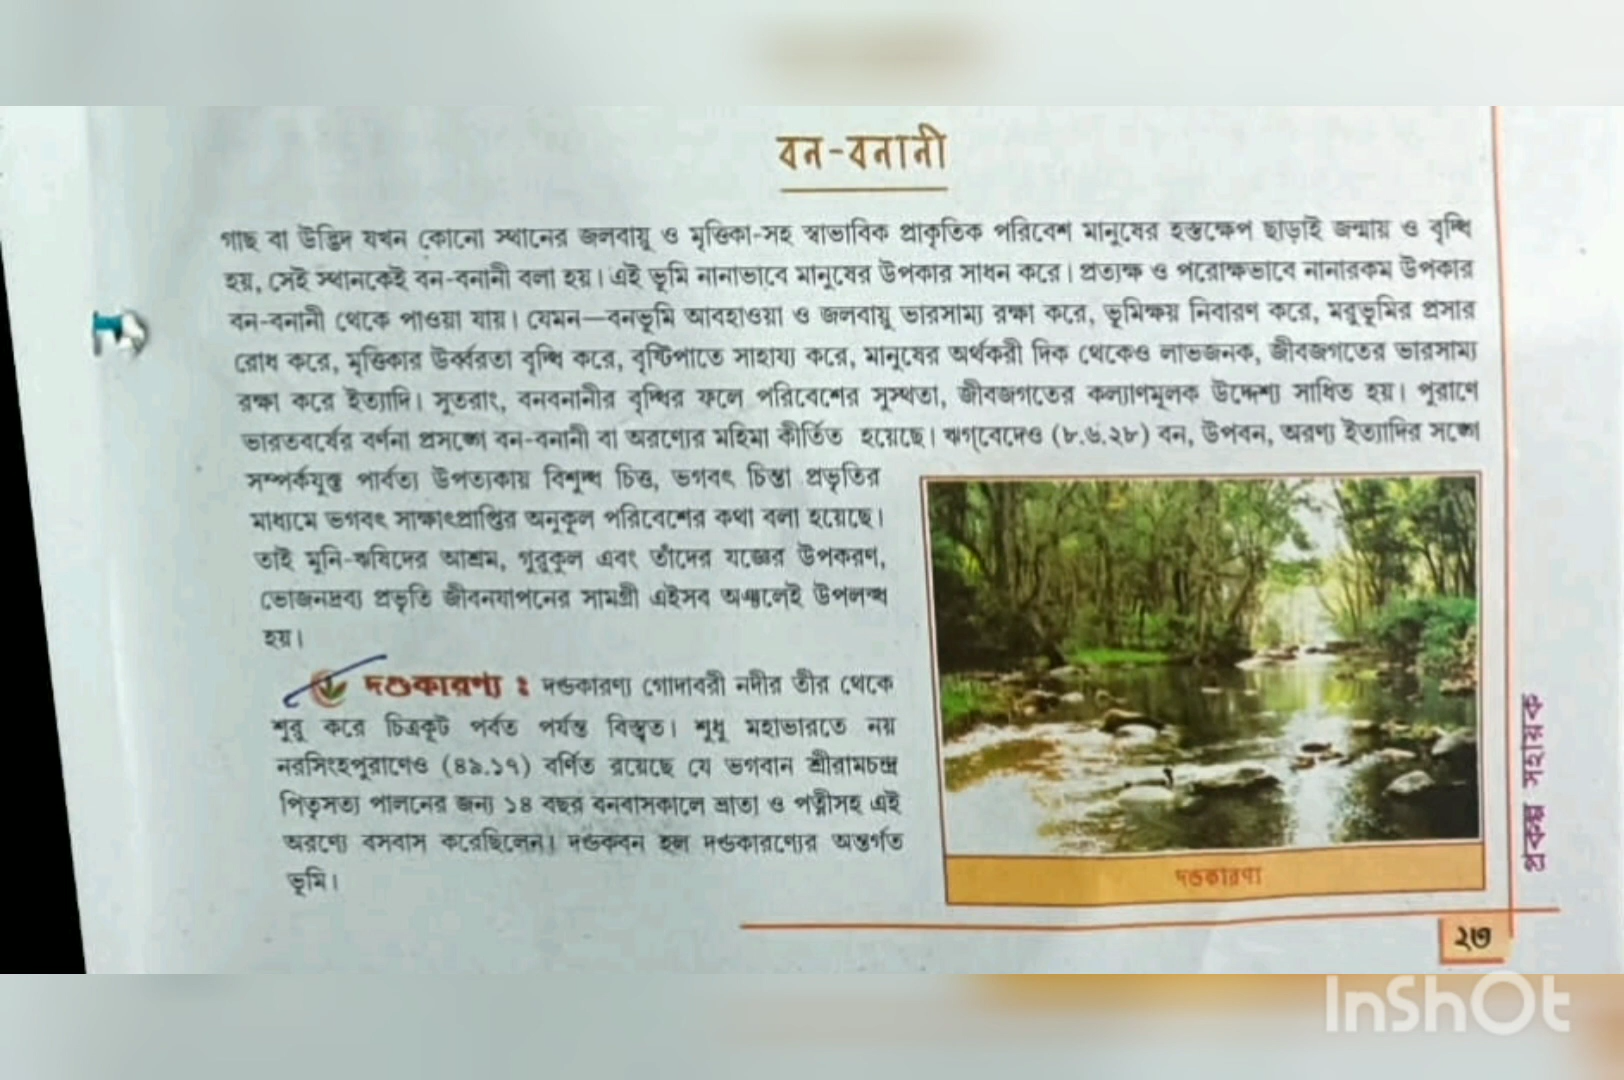 বন-বনানী
গাছ বা উদ্ভিদ যখন কোনো স্থানের জলবায়ু ও মৃত্তিকা-সহ স্বাভাবিক প্রাকৃতিক পরিবেশ মানুষের হস্তক্ষেপ ছাড়াই জন্মায় ও বৃদ্ধি
হয়, সেই স্থানকেই বন-বনানী বলা হয়। এই ভূমি নানাভাবে মানুষের উপকার সাধন করে। প্রত্যক্ষ ও পরোক্ষভাবে নানারকম উপকার
বন-বনানী থেকে পাওয়া যায়। যেমন—বনভূমি আবহাওয়া ও জলবায়ু ভারসাম্য রক্ষা করে, ভূমিক্ষয় নিবারণ করে, মরুভূমির প্রসার
রোধ করে, মৃত্তিকার উর্ব্বরতা বৃদ্ধি করে, বৃষ্টিপাতে সাহায্য করে, মানুষের অর্থকরী দিক থেকেও লাভজনক, জীবজগতের ভারসাম্য
রক্ষা করে ইত্যাদি। সুতরাং, বনবনানীর বৃদ্ধির ফলে পরিবেশের সুস্থতা, জীবজগতের কল্যাণমূলক উদ্দেশ্য সাধিত হয়। পুরাণে
ভারতবর্ষের বর্ণনা প্রসঙ্গে বন-বনানী বা অরণ্যের মহিমা কীর্তিত হয়েছে। ঋগ্‌বেদেও (৮.৬.২৮) বন, উপবন, অরণ্য ইত্যাদির সঙ্গে
সম্পর্কযুক্ত পার্বত্য উপত্যকায় বিশুদ্ধ চিত্ত, ভগবৎ চিন্তা প্রভৃতির
মাধ্যমে ভগবৎ সাক্ষাৎপ্রাপ্তির অনুকূল পরিবেশের কথা বলা হয়েছে।
তাই মুনি-ঋষিদের আশ্রম, গুরুকুল এবং তাঁদের যজ্ঞের উপকরণ,
ভোজনদ্রব্য প্রভৃতি জীবনযাপনের সামগ্রী এইসব অঞ্চলেই উপলব্ধ
হয়।
দণ্ডকারণ্য : দণ্ডকারণ্য গোদাবরী নদীর তীর থেকে
শুরু করে চিত্রকূট পর্বত পর্যন্ত বিস্তৃত। শুধু মহাভারতে নয়
নরসিংহপুরাণেও (৪৯.১৭) বর্ণিত রয়েছে যে ভগবান শ্রীরামচন্দ্র
পিতৃসত্য পালনের জন্য ১৪ বছর বনবাসকালে ভ্রাতা ও পত্নীসহ এই
অরণ্যে বসবাস করেছিলেন। দণ্ডকবন হল দণ্ডকারণ্যের অন্তর্গত
ভূমি।
দণ্ডকারণ্য
প্রকল্প সহায়ক
২৩
InShOt